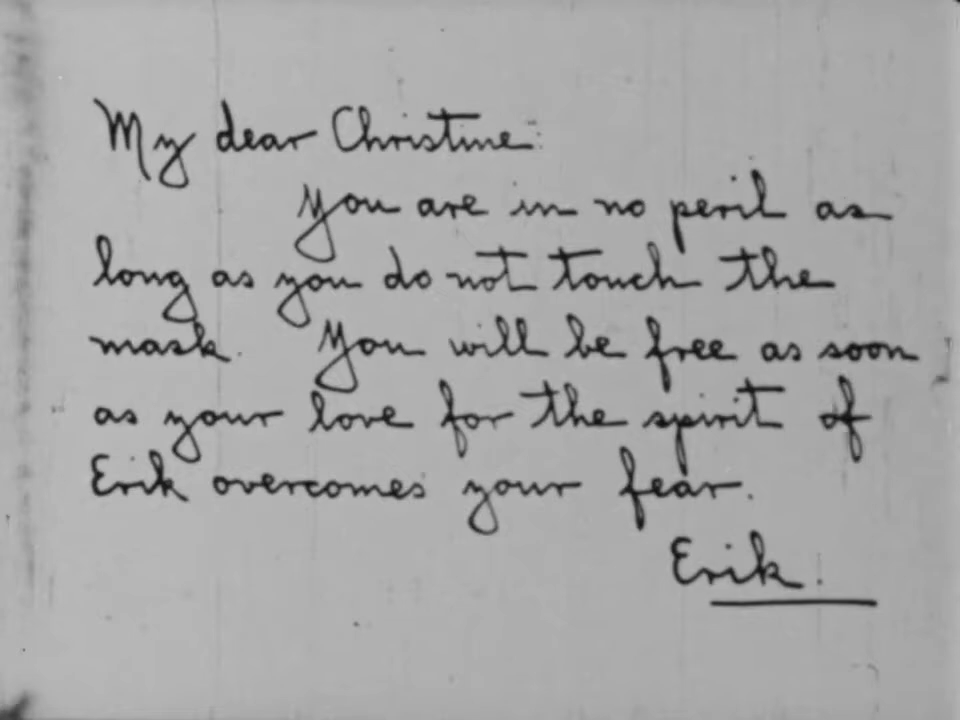 My dear Christine:
You are in no peril as
long as you do not touch the
mask. You will be free as soon
as your love for the spirit of
Erik overcomes your fear.
Erik.